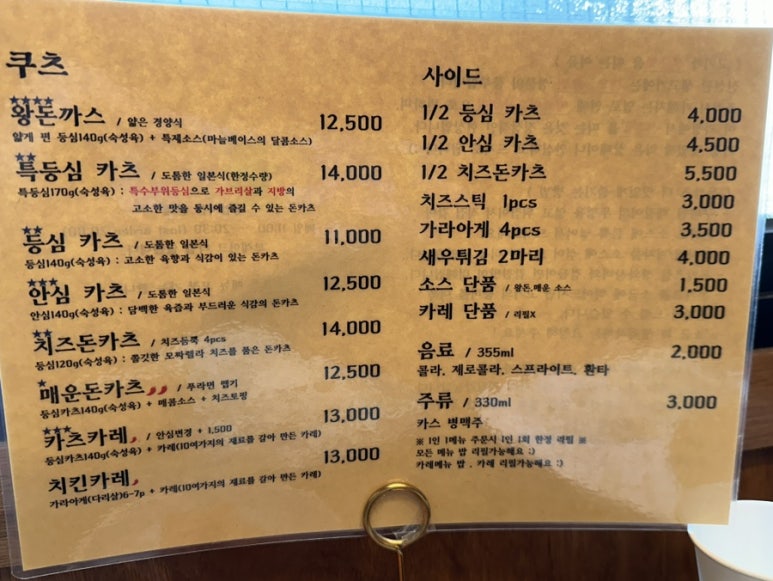 쿠츠
★★★★
왕돈까스 / 얇은 경양식 12,500
얇게 편 등심140g(숙성육) + 특제소스(마늘베이스의 달콤소스)
★★★★★
특등심 카츠 / 도톰한 일본식(한정수량) 14,000
특등심170g(숙성육) : 특수부위등심으로 가브리살과 지방의
고소한 맛을 동시에 즐길 수 있는 돈카츠
★★
등심 카츠 / 도톰한 일본식 11,000
등심140g(숙성육) : 고소한 육향과 식감이 있는 돈카츠
★★★
안심 카츠 / 도톰한 일본식 12,500
안심140g(숙성육) : 담백한 육즙과 부드러운 식감의 돈카츠
★★
치즈돈카츠 / 치즈듬뿍 4pcs 14,000
등심120g(숙성육) : 쫄깃한 모짜렐라 치즈를 품은 돈카츠
★
매운돈카츠 / 푸라면 맵기 12,500
등심카츠140g(숙성육) + 매콤소스 + 치즈토핑
★★★★
카츠카레 / 안심변경 + 1,500 13,000
등심카츠140g(숙성육) + 카레(10여가지의 재료를 갈아 만든 카레)
치킨카레 13,000
가라아게(다리살)6-7p + 카레(10여가지의 재료를 갈아 만든 카레)
사이드
1/2 등심 카츠 4,000
1/2 안심 카츠 4,500
1/2 치즈돈카츠 5,500
치즈스틱 1pcs 3,000
가라아게 4pcs 3,500
새우튀김 2마리 4,000
소스 단품 / 왕돈,매운 소스 1,500
카레 단품 / 리필X 3,000
음료 / 355ml 2,000
콜라, 제로콜라, 스프라이트, 환타
주류 / 330ml 3,000
카스 병맥주
※ 1인 1메뉴 주문시 1인 1회 한정 리필 ※
모든메뉴 밥 리필가능해요 :)
카레메뉴 밥, 카레 리필가능해요 :)